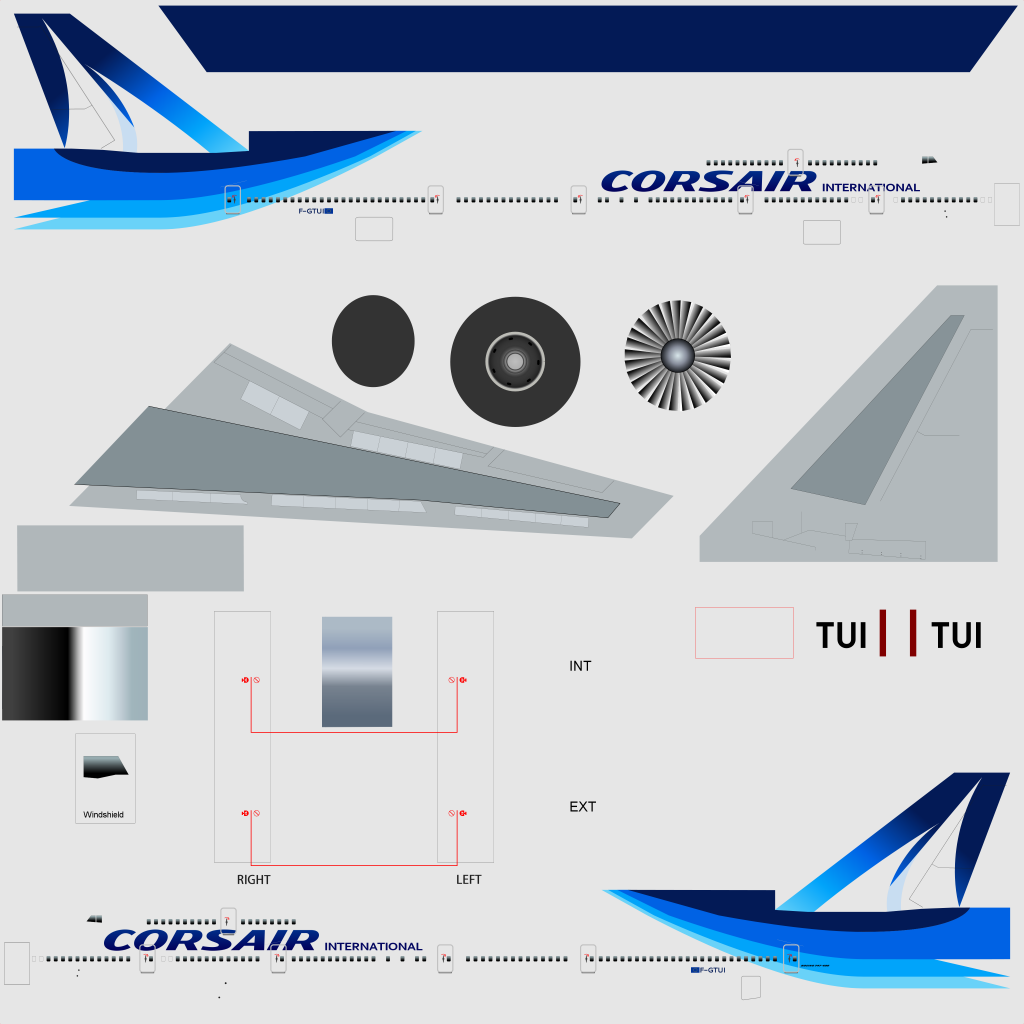 CORSAIR INTERNATIONAL
F-GTUI
TUI TUI
INT
EXT
Windshield
RIGHT LEFT
CORSAIR INTERNATIONAL
F-GTUI